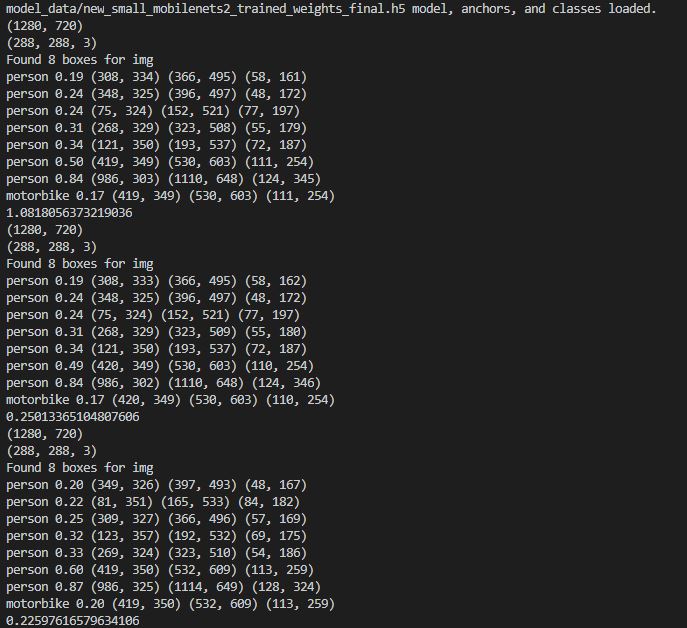 model_data/new_small_mobilenets2_trained_weights_final.h5 model, anchors, and classes loaded.
(1280, 720)
(288, 288, 3)
Found 8 boxes for img
person 0.19 (308, 334) (366, 495) (58, 161)
person 0.24 (348, 325) (396, 497) (48, 172)
person 0.24 (75, 324) (152, 521) (77, 197)
person 0.31 (268, 329) (323, 508) (55, 179)
person 0.34 (121, 350) (193, 537) (72, 187)
person 0.50 (419, 349) (530, 603) (111, 254)
person 0.84 (986, 303) (1110, 648) (124, 345)
motorbike 0.17 (419, 349) (530, 603) (111, 254)
1.0818056373219036
(1280, 720)
(288, 288, 3)
Found 8 boxes for img
person 0.19 (308, 333) (366, 495) (58, 162)
person 0.24 (348, 325) (396, 497) (48, 172)
person 0.24 (75, 324) (152, 521) (77, 197)
person 0.31 (268, 329) (323, 509) (55, 180)
person 0.34 (121, 350) (193, 537) (72, 187)
person 0.49 (420, 349) (530, 603) (110, 254)
person 0.84 (986, 302) (1110, 648) (124, 346)
motorbike 0.17 (420, 349) (530, 603) (110, 254)
0.25013365104807606
(1280, 720)
(288, 288, 3)
Found 8 boxes for img
person 0.20 (349, 326) (397, 493) (48, 167)
person 0.22 (81, 351) (165, 533) (84, 182)
person 0.25 (309, 327) (366, 496) (57, 169)
person 0.32 (123, 357) (192, 532) (69, 175)
person 0.33 (269, 324) (323, 510) (54, 186)
person 0.60 (419, 350) (532, 609) (113, 259)
person 0.87 (986, 325) (1114, 649) (128, 324)
motorbike 0.20 (419, 350) (532, 609) (113, 259)
0.22597616579634106